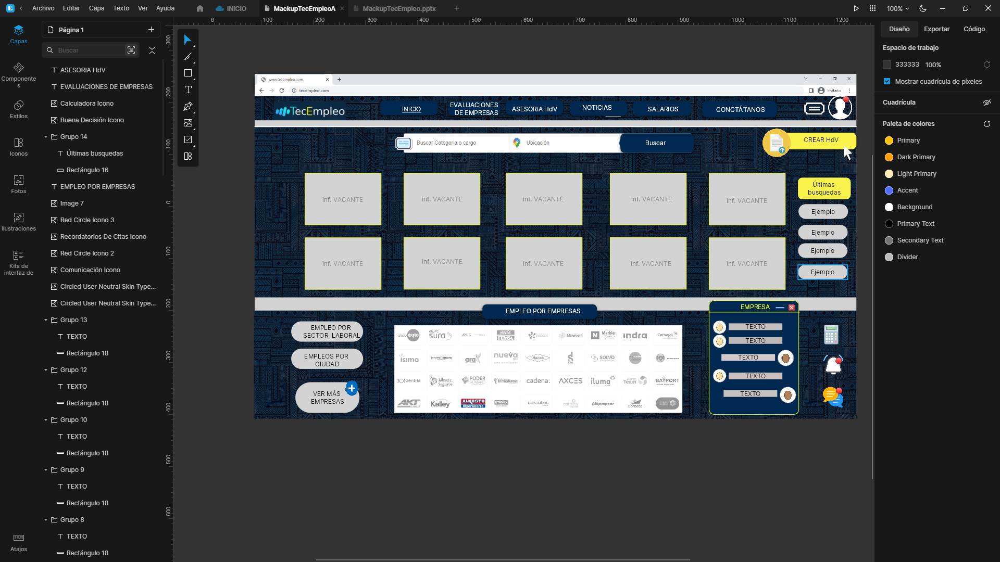 Archivo Editar Capa Texto Ver Ayuda
INICIO
MackupTecEmpleoA
MackupTecEmpleo.pptx
100%
Capas
Componentes
Estilos
Iconos
Fotos
Ilustraciones
Kits de interfaz de
Atajos
Página 1
Buscar
ASESORIA HdV
EVALUACIONES DE EMPRESAS
Calculadora Icono
Buena Decisión Icono
Grupo 14
Últimas busquedas
Rectángulo 16
EMPLEO POR EMPRESAS
Image 7
Red Circle Icono 3
Recordatorios De Citas Icono
Red Circle Icono 2
Comunicación Icono
Circled User Neutral Skin Type...
Circled User Neutral Skin Type...
Grupo 13
TEXTO
Rectángulo 18
Grupo 12
TEXTO
Rectángulo 18
Grupo 10
TEXTO
Rectángulo 18
Grupo 9
TEXTO
Rectángulo 18
Grupo 8
TEXTO
Rectángulo 18
0 100 200 300 400 500 600 700 800 900 1000 1100 1200
-300
-200
-100
0
100
200
300
400
500
600
www.tecempleo.com
tecempleo.com
Invitado
TecEmpleo
INICIO
EVALUACIONES
DE EMPRESAS
ASESORIA HdV
NOTICIAS
SALARIOS
CONCTÁTANOS
Buscar Categoria o cargo
Ubicación
Buscar
CREAR HdV
inf. VACANTE
inf. VACANTE
inf. VACANTE
inf. VACANTE
inf. VACANTE
inf. VACANTE
inf. VACANTE
inf. VACANTE
inf. VACANTE
inf. VACANTE
Últimas
busquedas
Ejemplo
Ejemplo
Ejemplo
Ejemplo
EMPLEO POR EMPRESAS
EMPLEO POR
SECTOR LABORAL
EMPLEOS POR
CIUDAD
VER MÁS
EMPRESAS
grupo éxito
GRUPO sura
Coca-Cola FEMSA
redcol
Mineros
M Marble
indra
Carvajal
ísimo
jaramillomora
ara
nueva eps
Haceb
SEB
SOLVO
zentria
Liberty Seguros
PODER HUMANO
Inmediatas
cadena.
AXCES
iluma
Team
BAYPORT
AKT
Kalley
ALKOSTO
HiperAhorro
KTRONIX
corautos
corbeta
Alkomprar
Corbeta
EMPRESA
TEXTO
TEXTO
TEXTO
TEXTO
TEXTO
Diseño Exportar Código
Espacio de trabajo
333333 100%
Mostrar cuadrícula de píxeles
Cuadrícula
Paleta de colores
Primary
Dark Primary
Light Primary
Accent
Background
Primary Text
Secondary Text
Divider